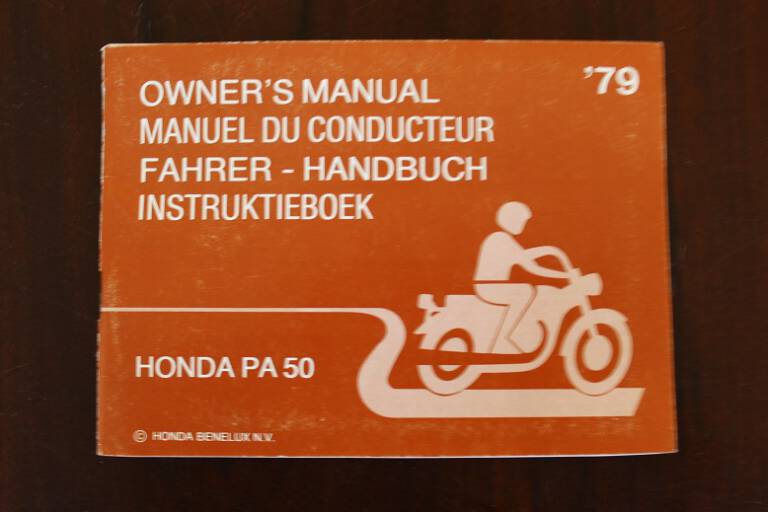 '79
OWNER'S MANUAL
MANUEL DU CONDUCTEUR
FAHRER - HANDBUCH
INSTRUKTIEBOEK
HONDA PA 50
© HONDA BENELUX N.V.